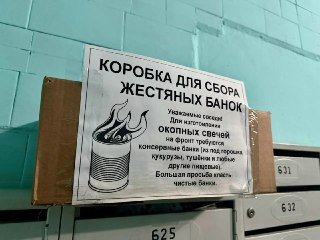 КОРОБКА ДЛЯ СБОРА
ЖЕСТЯНЫХ БАНОК
Уважаемые соседи!
Для изготовления
окопных свечей
на фронт требуются
консервные банки (из под горошка,
кукурузы, тушёнки и любые
другие пищевые).
Большая просьба класть
чистые банки.
631
632
625